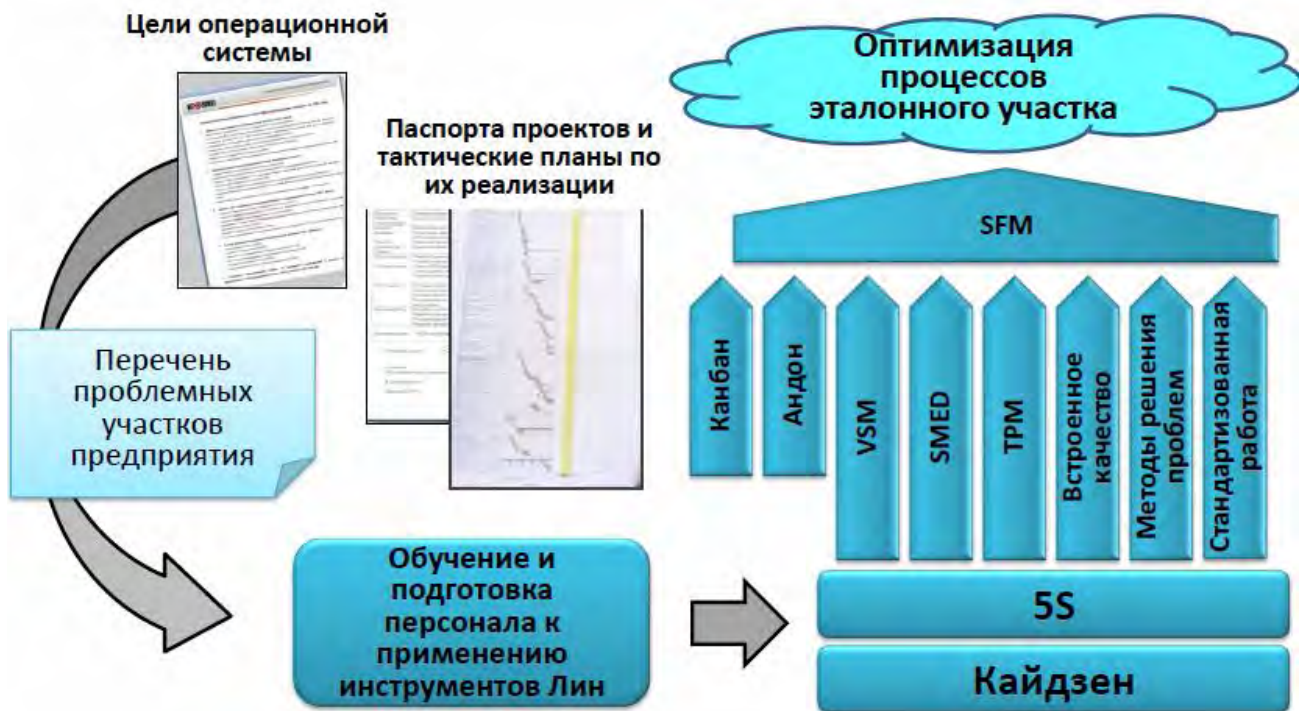 Цели операционной
системы
Паспорта проектов и
тактические планы по
их реализации
Перечень
проблемных
участков
предприятия
Обучение и
подготовка
персонала к
применению
инструментов Лин
Оптимизация
процессов
эталонного участка
SFM
Канбан
Андон
VSM
SMED
TPM
Встроенное
качество
Методы решения
проблем
Стандартизованная
работа
5S
Кайдзен